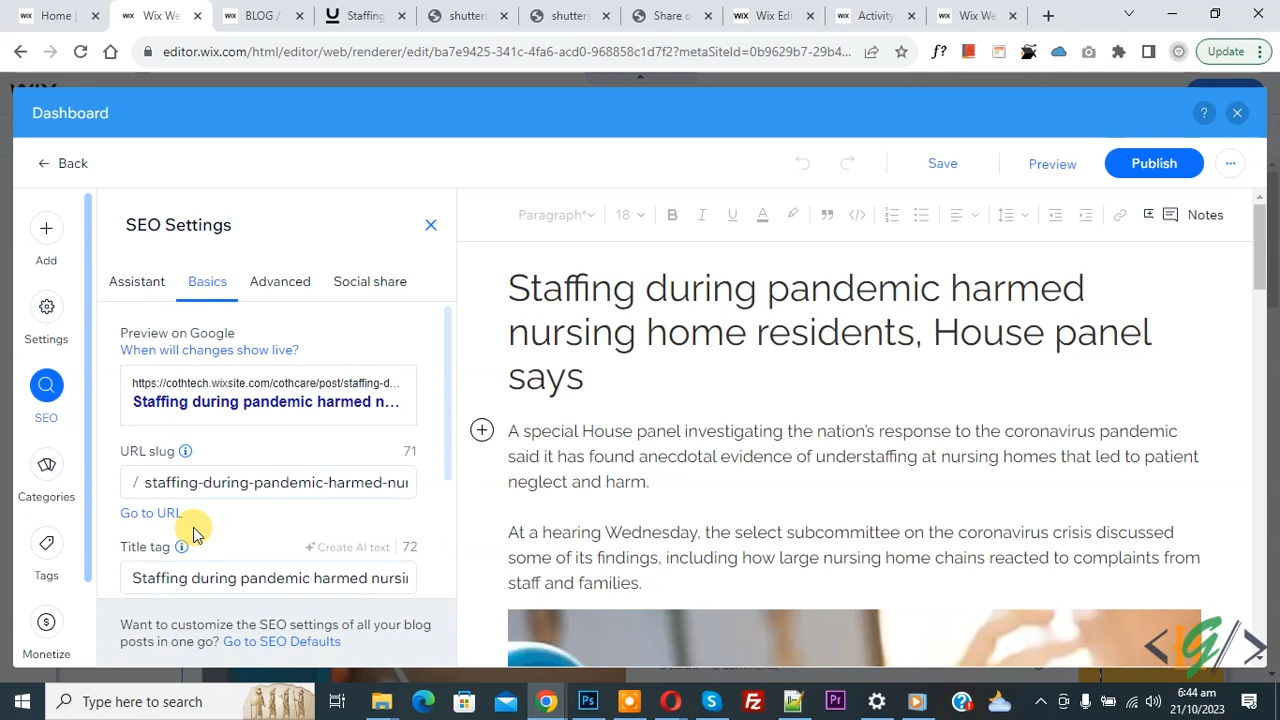 Home |
Wix We
BLOG /
Staffing
shutters
shutters
Share o
Wix Edi
Activity
Wix We
editor.wix.com/html/editor/web/renderer/edit/ba7e9425-341c-4fa6-acd0-968858c1d7f2?metaSiteId=0b9629b7-29b4...
f?
Update
Dashboard
?
Back
Save
Preview
Publish
SEO Settings
Paragraph*
18
B I U A
Notes
Add
Settings
SEO
Categories
Tags
Monetize
Assistant Basics Advanced Social share
Preview on Google
When will changes show live?
https://cothtech.wixsite.com/cothcare/post/staffing-d...
Staffing during pandemic harmed n...
URL slug 71
/ staffing-during-pandemic-harmed-nur
Go to URL
Title tag Create AI text 72
Staffing during pandemic harmed nursi
Want to customize the SEO settings of all your blog
posts in one go? Go to SEO Defaults
Staffing during pandemic harmed
nursing home residents, House panel
says
A special House panel investigating the nation's response to the coronavirus pandemic
said it has found anecdotal evidence of understaffing at nursing homes that led to patient
neglect and harm.
At a hearing Wednesday, the select subcommittee on the coronavirus crisis discussed
some of its findings, including how large nursing home chains reacted to complaints from
staff and families.
Type here to search
6:44 am
21/10/2023